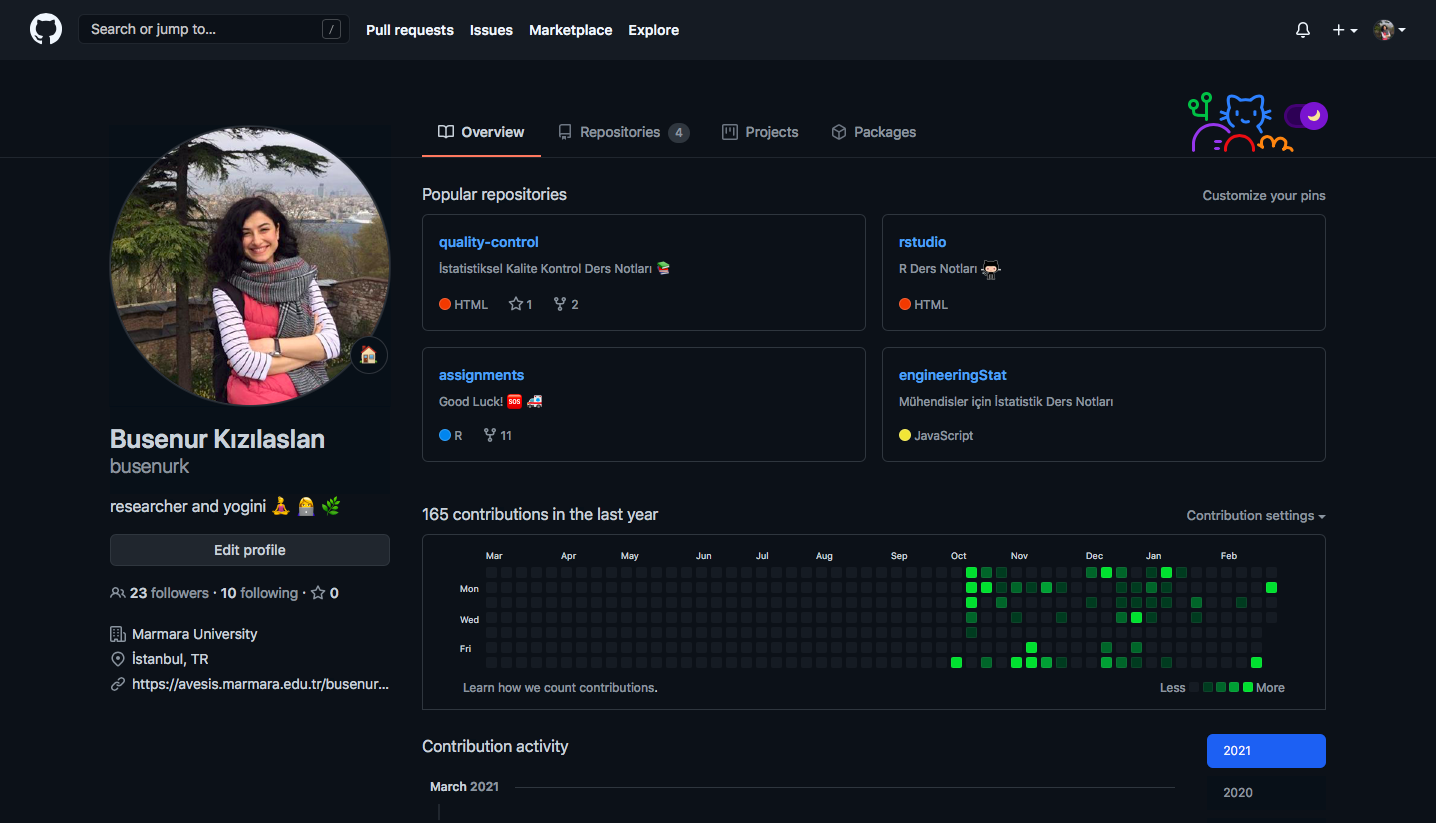 Search or jump to... /
Pull requests Issues Marketplace Explore
Overview Repositories 4 Projects Packages
Busenur Kızılaslan
busenurk
researcher and yogini 🧘 👩‍🦳 🌿
Edit profile
23 followers · 10 following · 0
Marmara University
İstanbul, TR
https://avesis.marmara.edu.tr/busenur...
Popular repositories Customize your pins
quality-control
İstatistiksel Kalite Kontrol Ders Notları 📚
HTML 1 2
rstudio
R Ders Notları
HTML
assignments
Good Luck! 🆘 🚑
R 11
engineeringStat
Mühendisler için İstatistik Ders Notları
JavaScript
165 contributions in the last year Contribution settings
Mar Apr May Jun Jul Aug Sep Oct Nov Dec Jan Feb
Mon
Wed
Fri
Learn how we count contributions. Less More
Contribution activity
2021
2020
March 2021